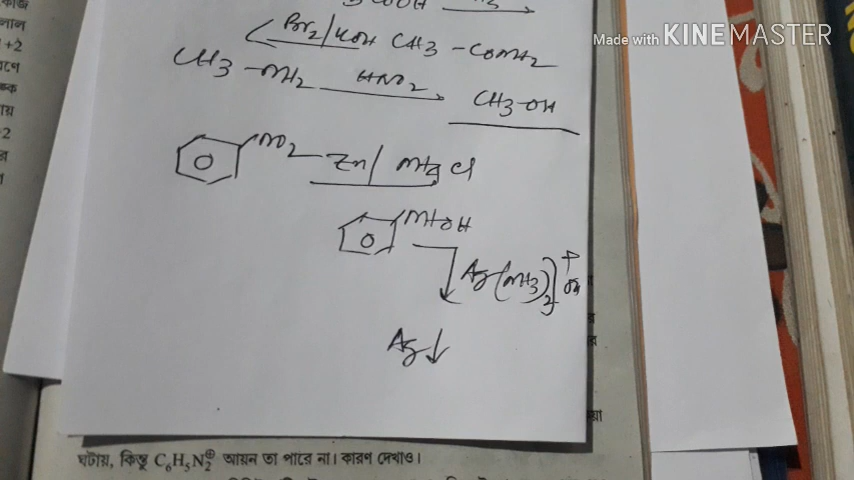 COOH
Made with KINEMASTER
Br2/KOH CH3 - CONH2
CH3 - NH2 HNO2 CH3-OH
NO2 Zn/ NH4Cl
NHOH
Ag(NH3)2]+ OH
Ag↓
ঘটায়, কিন্তু C6H5N2⊕ আয়ন তা পারে না। কারণ দেখাও।